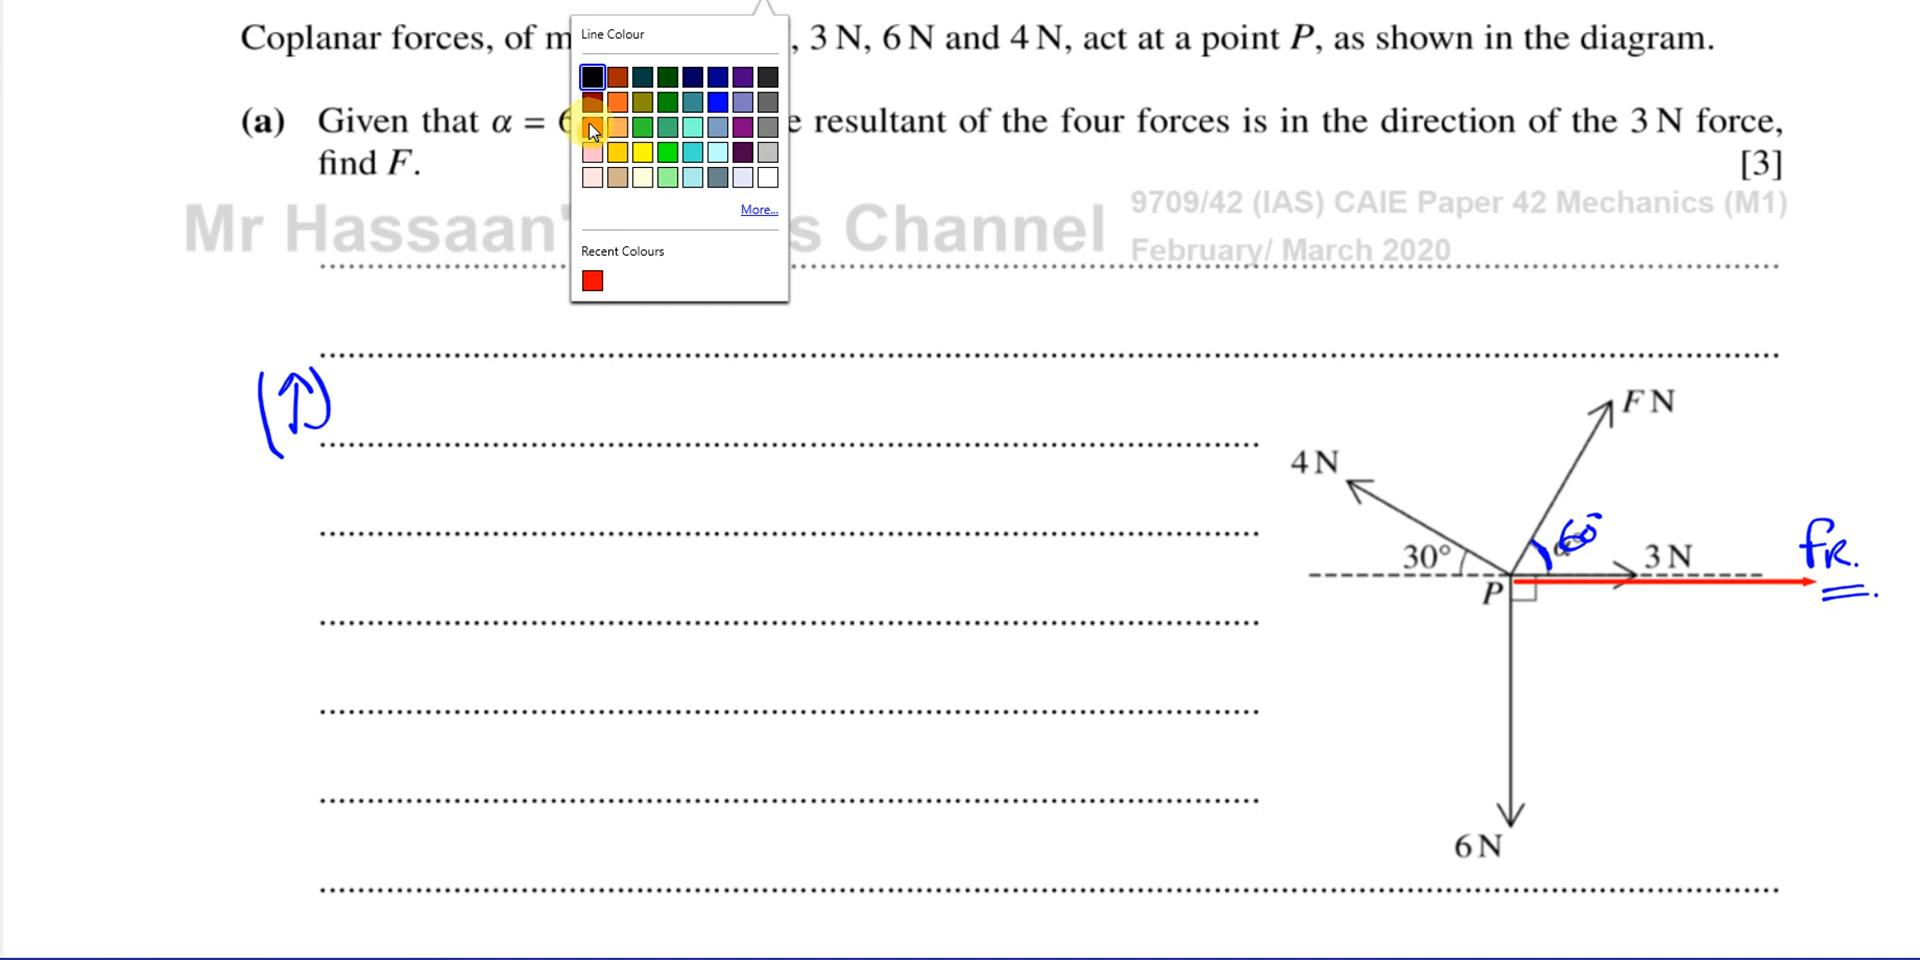 Coplanar forces, of m , 3 N, 6 N and 4 N, act at a point P, as shown in the diagram.
Line Colour
(a) Given that α = 6 e resultant of the four forces is in the direction of the 3 N force,
find F. [3]
More...
Mr Hassaan' s Channel
9709/42 (IAS) CAIE Paper 42 Mechanics (M1)
February/ March 2020
Recent Colours
(↑)
F N
4 N
60°
30°
3 N
FR.
P
6 N